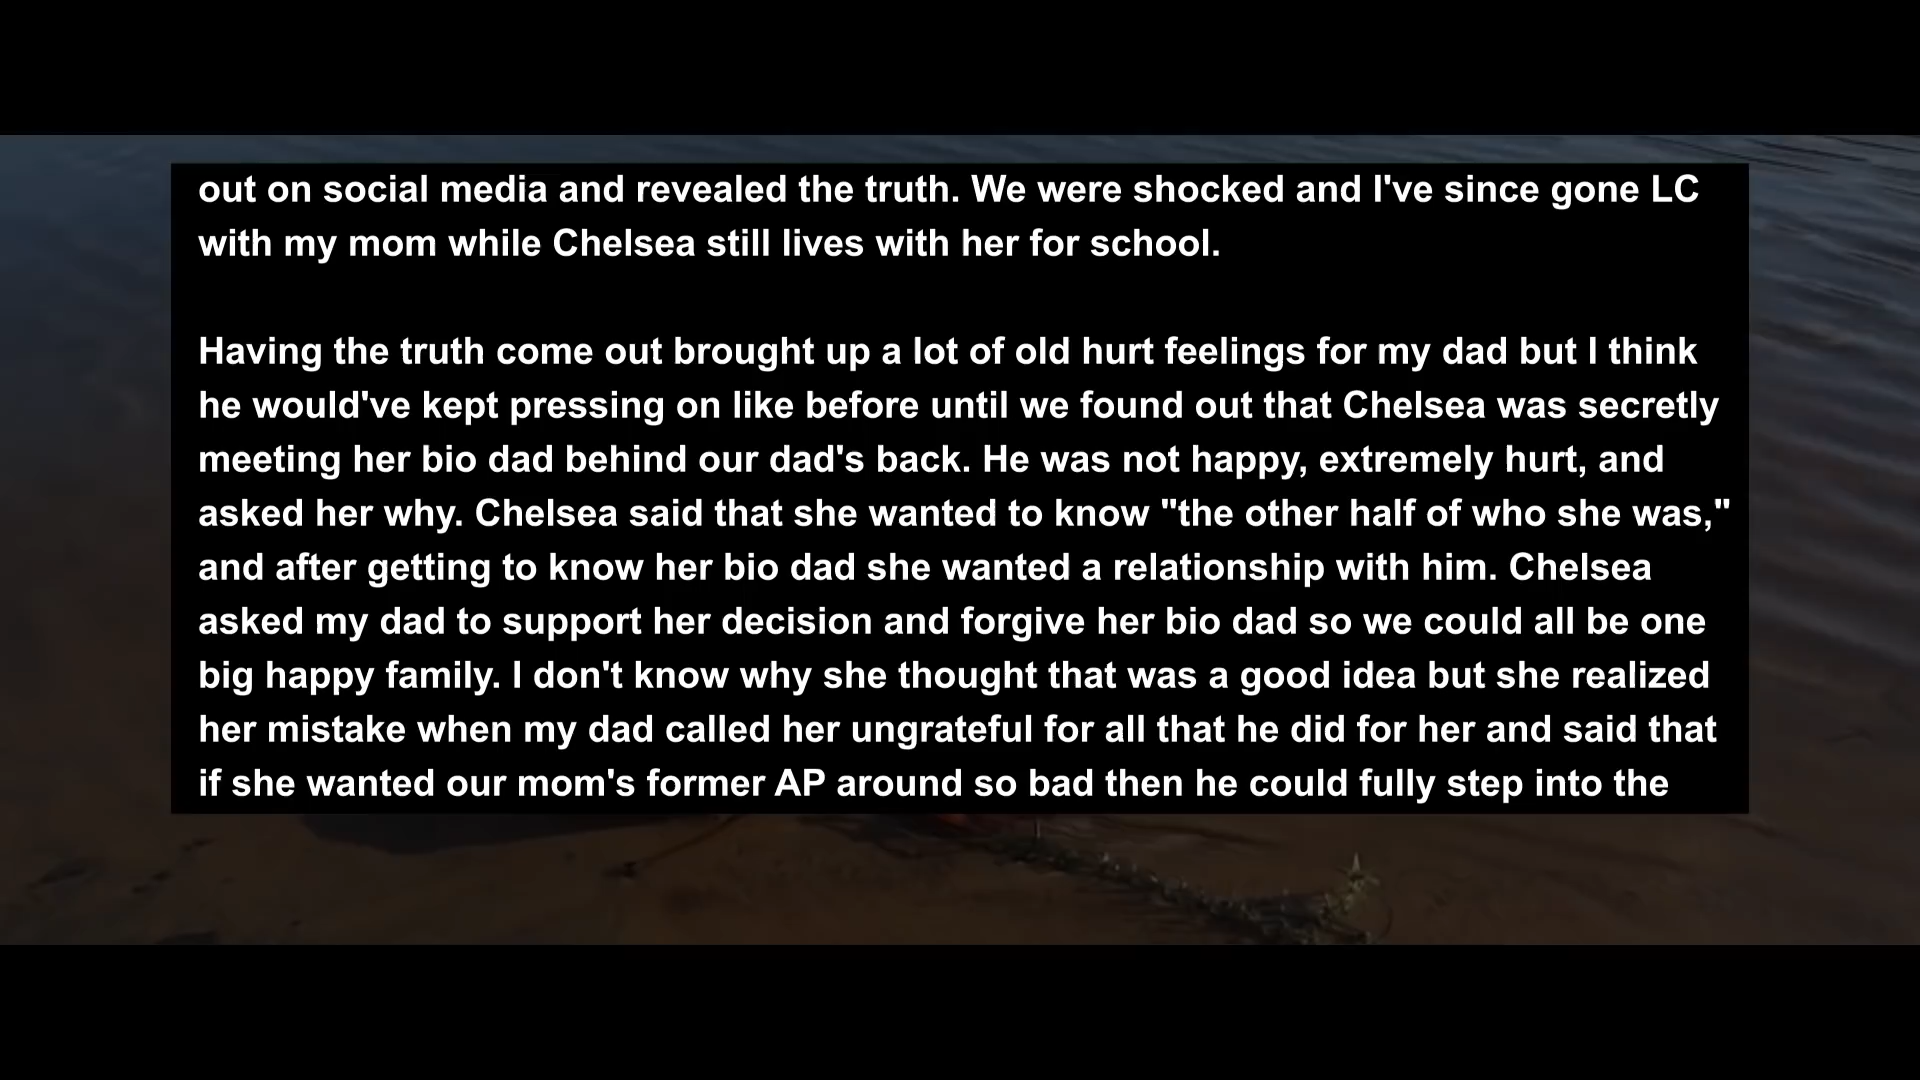 out on social media and revealed the truth. We were shocked and I've since gone LC
with my mom while Chelsea still lives with her for school.
Having the truth come out brought up a lot of old hurt feelings for my dad but I think
he would've kept pressing on like before until we found out that Chelsea was secretly
meeting her bio dad behind our dad's back. He was not happy, extremely hurt, and
asked her why. Chelsea said that she wanted to know "the other half of who she was,"
and after getting to know her bio dad she wanted a relationship with him. Chelsea
asked my dad to support her decision and forgive her bio dad so we could all be one
big happy family. I don't know why she thought that was a good idea but she realized
her mistake when my dad called her ungrateful for all that he did for her and said that
if she wanted our mom's former AP around so bad then he could fully step into the